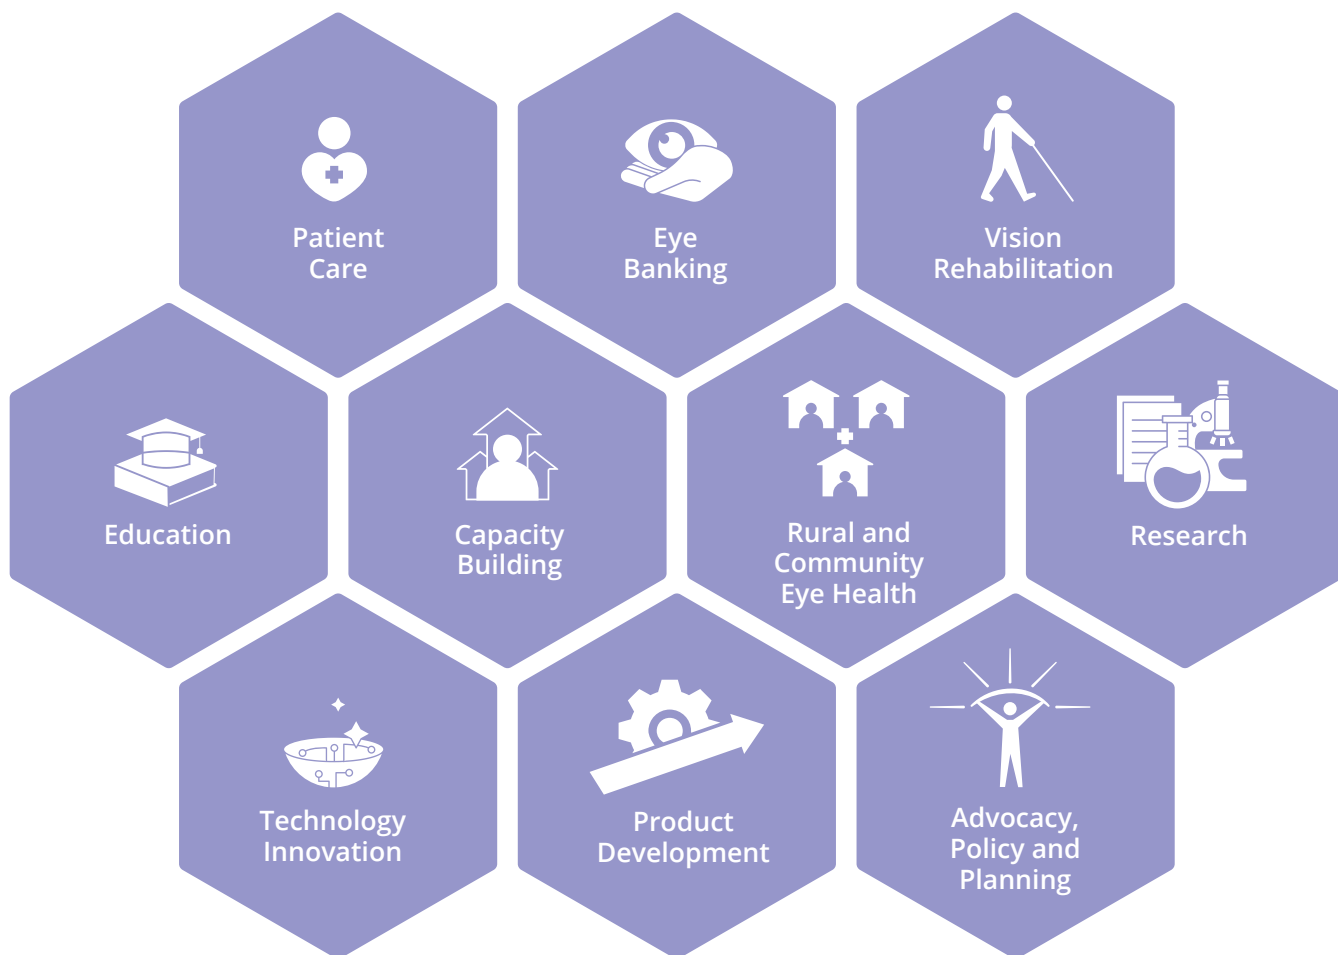 Patient
Care
Eye
Banking
Vision
Rehabilitation
Education
Capacity
Building
Rural and
Community
Eye Health
Research
Technology
Innovation
Product
Development
Advocacy,
Policy and
Planning